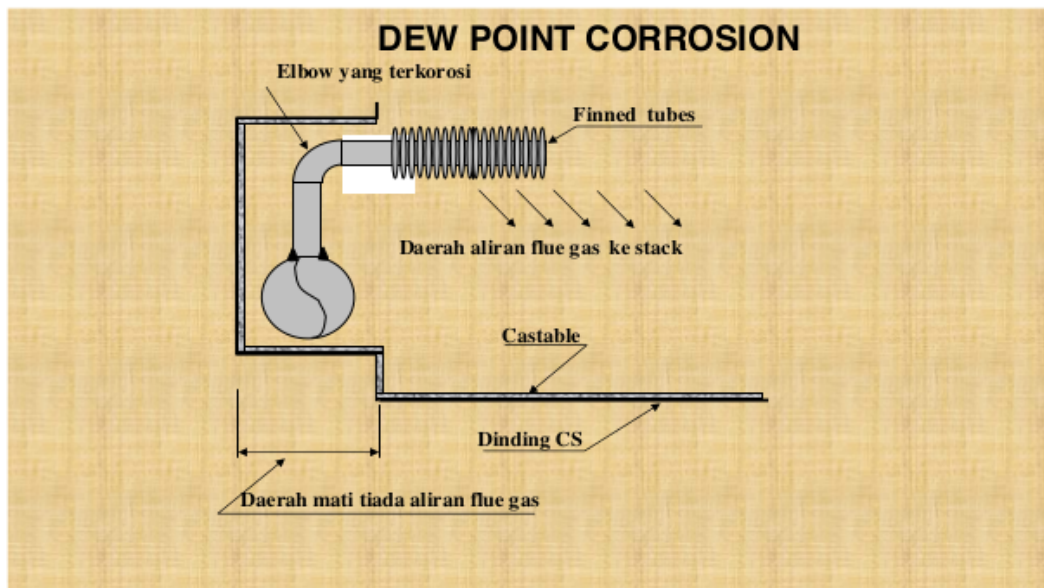 DEW POINT CORROSION
Elbow yang terkorosi
Finned tubes
Daerah aliran flue gas ke stack
Castable
Dinding CS
Daerah mati tiada aliran flue gas